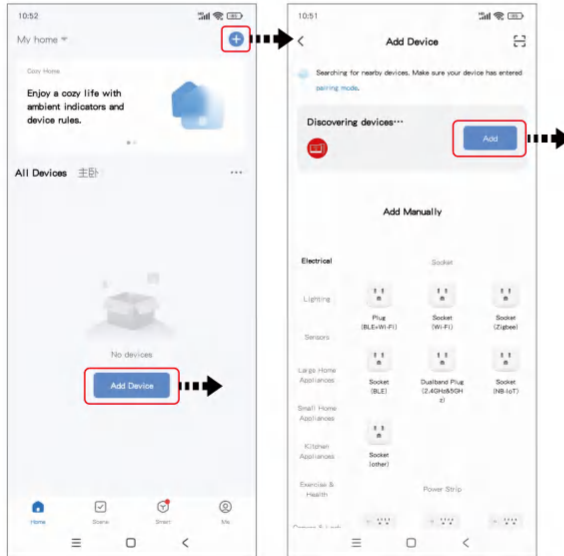 10:52
My home
Cozy Home
Enjoy a cozy life with
ambient indicators and
device rules.
All Devices 主卧
No devices
Add Device
Home
Scene
Smart
Me
10:51
Add Device
Searching for nearby devices. Make sure your device has entered
pairing mode.
Discovering devices···
Add
Add Manually
Electrical
Lighting
Sensors
Large Home
Appliances
Small Home
Appliances
Kitchen
Appliances
Exercise &
Health
Socket
Plug
(BLE+Wi-Fi)
Socket
(Wi-Fi)
Socket
(Zigbee)
Socket
(BLE)
Dualband Plug
(2.4GHz&5GH
z)
Socket
(NB-IoT)
Socket
(other)
Power Strip